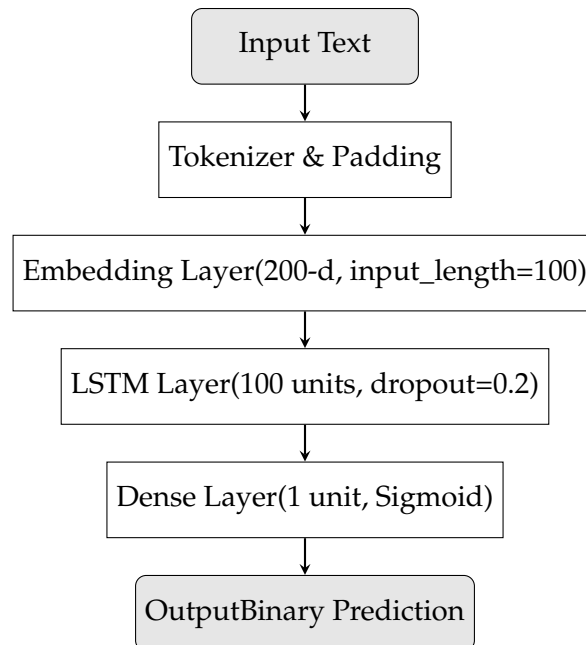 Input Text
Tokenizer & Padding
Embedding Layer(200-d, input_length=100)
LSTM Layer(100 units, dropout=0.2)
Dense Layer(1 unit, Sigmoid)
OutputBinary Prediction